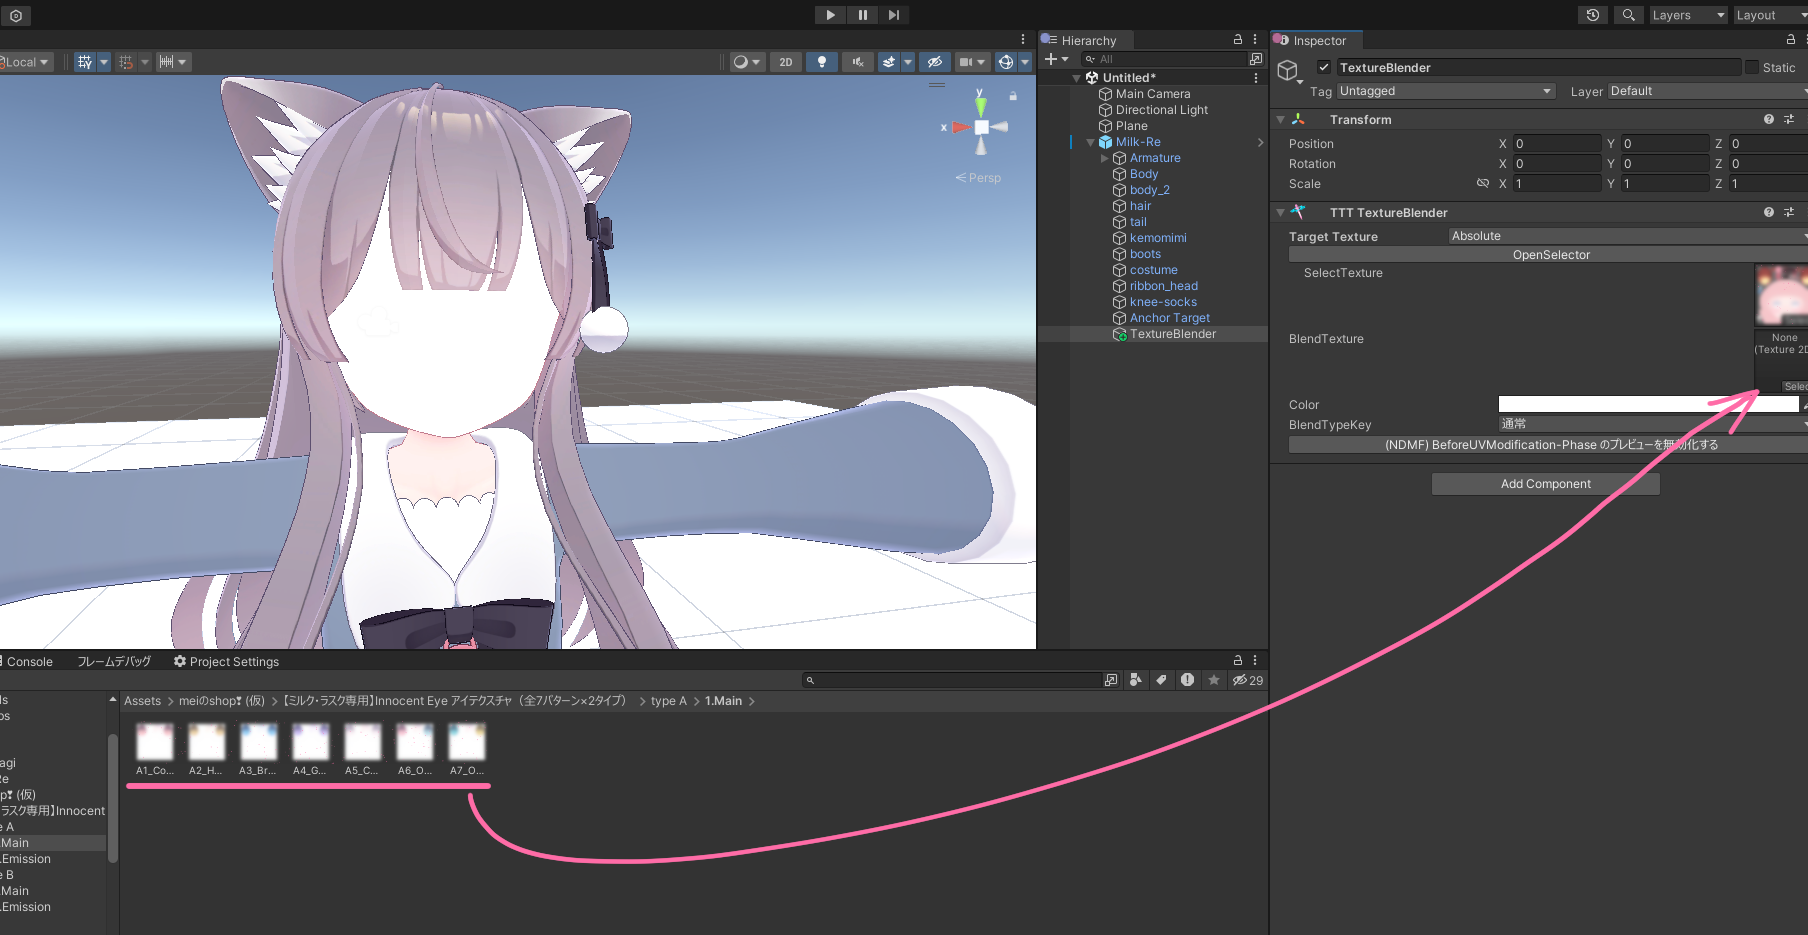 Layers
Layout
Local
2D
Persp
y
x
Hierarchy
All
Untitled*
Main Camera
Directional Light
Plane
Milk-Re
Armature
Body
body_2
hair
tail
kemomimi
boots
costume
ribbon_head
knee-socks
Anchor Target
TextureBlender
Inspector
TextureBlender
Static
Tag Untagged
Layer Default
Transform
Position X 0 Y 0 Z 0
Rotation X 0 Y 0 Z 0
Scale X 1 Y 1 Z 1
TTT TextureBlender
Target Texture Absolute
OpenSelector
SelectTexture
BlendTexture
None
(Texture 2D
Selec
Color
BlendTypeKey 通常
(NDMF) BeforeUVModification-Phase のプレビューを無効化する
Add Component
Console
フレームデバッグ
Project Settings
29
Assets > meiのshop❣ (仮) > 【ミルク・ラスク専用】Innocent Eye アイテクスチャ（全7パターン×2タイプ） > type A > 1.Main >
A1_Co...
A2_H...
A3_Br...
A4_G...
A5_C...
A6_O...
A7_O...
ls
os
agi
Re
p❣ (仮)
ラスク専用】Innocent
e A
.Main
.Emission
e B
.Main
.Emission